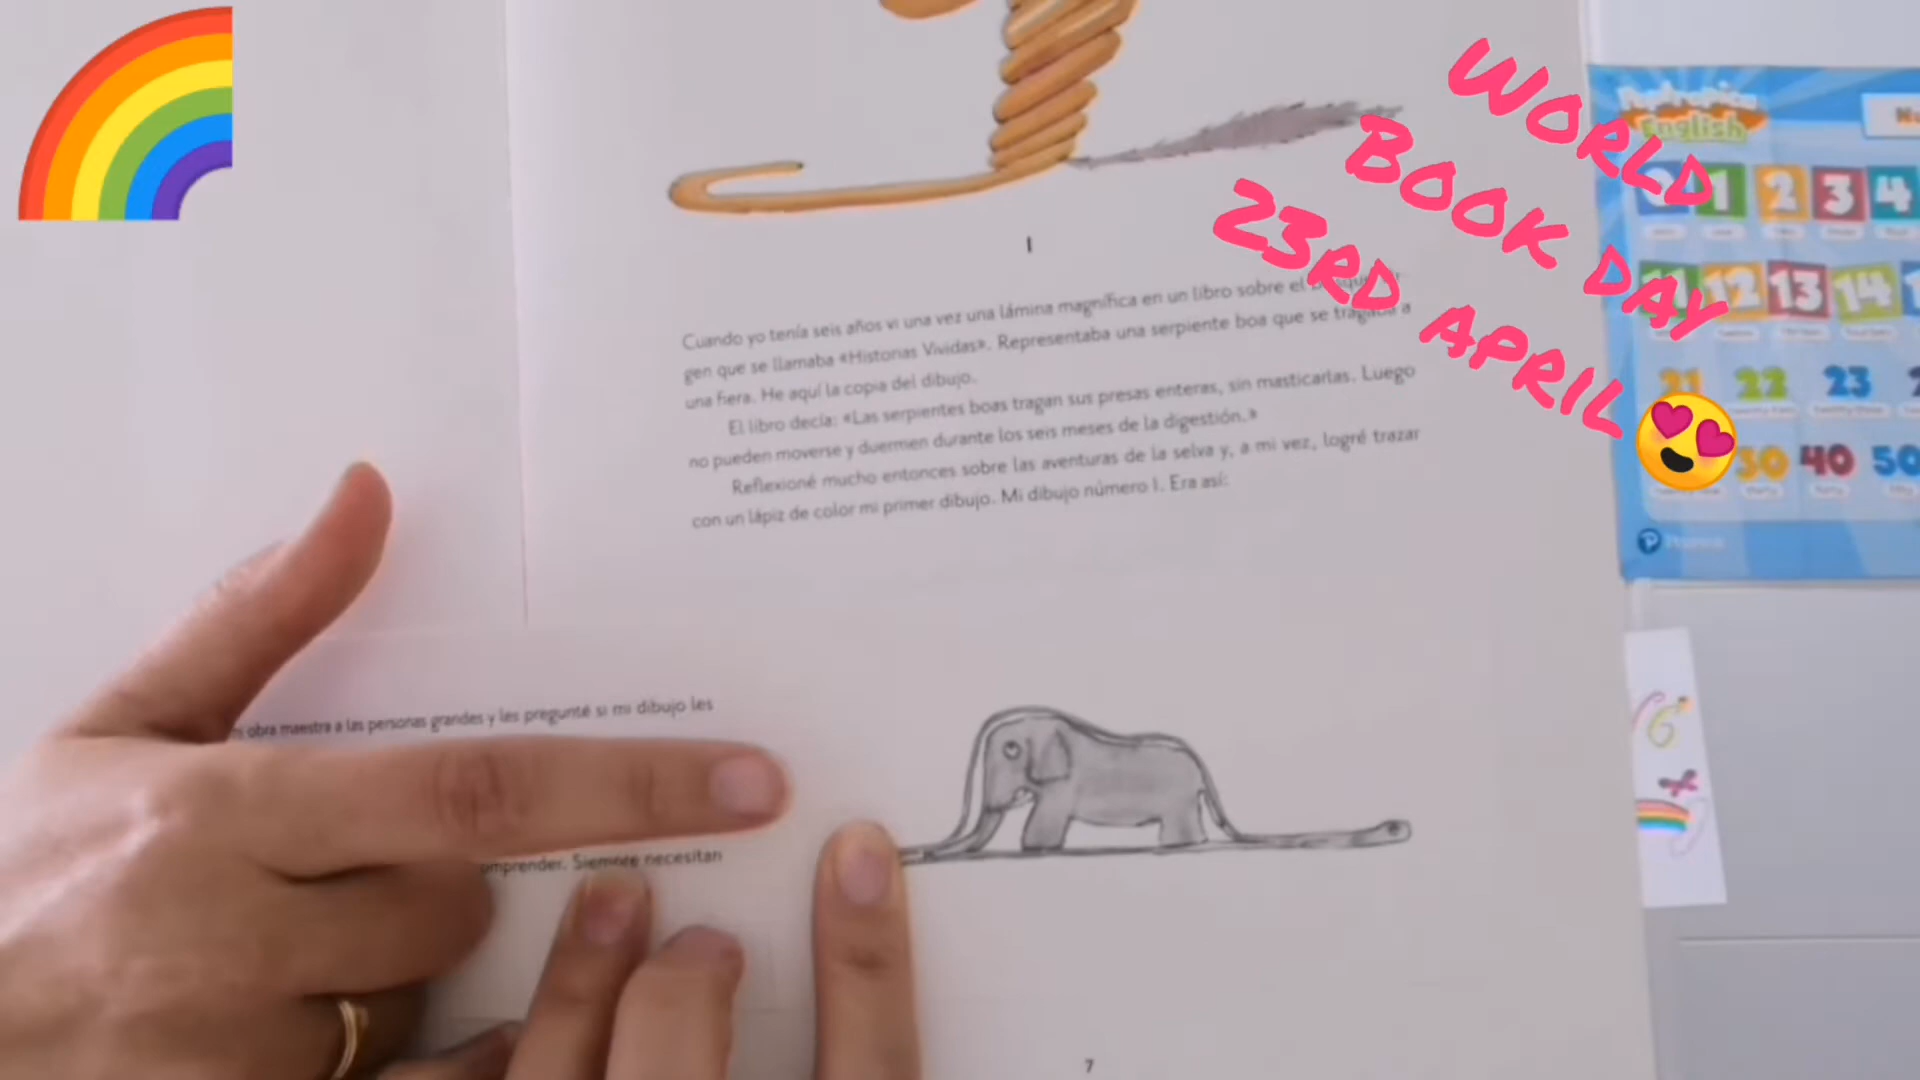 WORLD
BOOK DAY
23RD APRIL
I
Cuando yo tenía seis años vi una vez una lámina magnífica en un libro sobre el
gen que se llamaba «Historias Vividas». Representaba una serpiente boa que se tragaba a
una fiera. He aquí la copia del dibujo.
El libro decía: «Las serpientes boas tragan sus presas enteras, sin masticarlas. Luego
no pueden moverse y duermen durante los seis meses de la digestión.»
Reflexioné mucho entonces sobre las aventuras de la selva y, a mi vez, logré trazar
con un lápiz de color mi primer dibujo. Mi dibujo número I. Era así:
obra maestra a las personas grandes y les pregunté si mi dibujo les
omprender. Siempre necesitan
7
English
1 2 3 4
12 13 14
21 22 23
30 40 50
Pearson